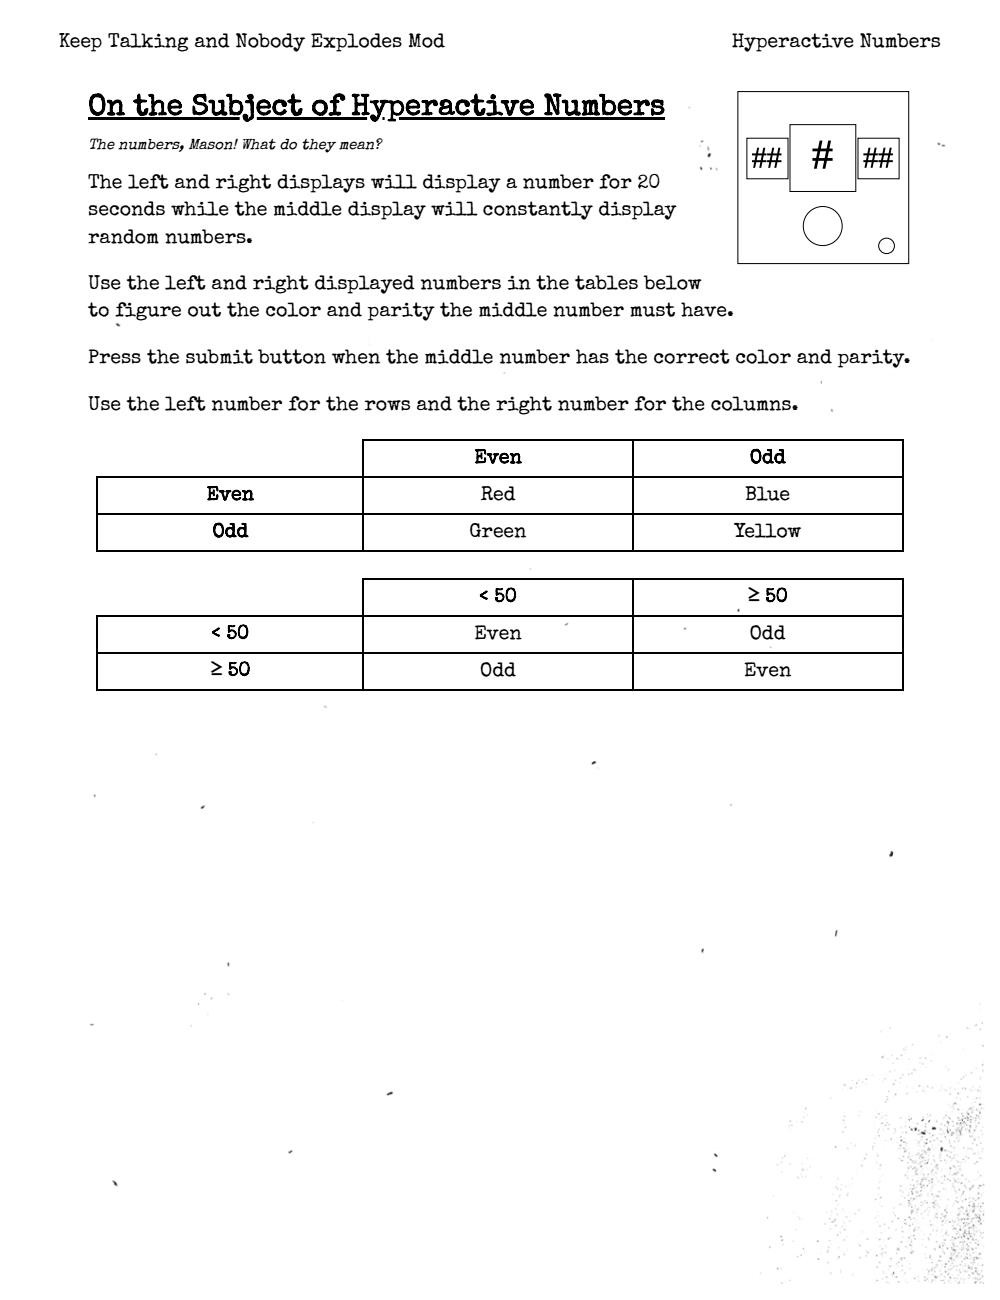 Keep Talking and Nobody Explodes Mod
Hyperactive Numbers
On the Subject of Hyperactive Numbers
The numbers, Mason! What do they mean?
## # ##
The left and right displays will display a number for 20
seconds while the middle display will constantly display
random numbers.
Use the left and right displayed numbers in the tables below
to figure out the color and parity the middle number must have.
Press the submit button when the middle number has the correct color and parity.
Use the left number for the rows and the right number for the columns.
Even Odd
Even Red Blue
Odd Green Yellow
< 50 ≥ 50
< 50 Even Odd
≥ 50 Odd Even